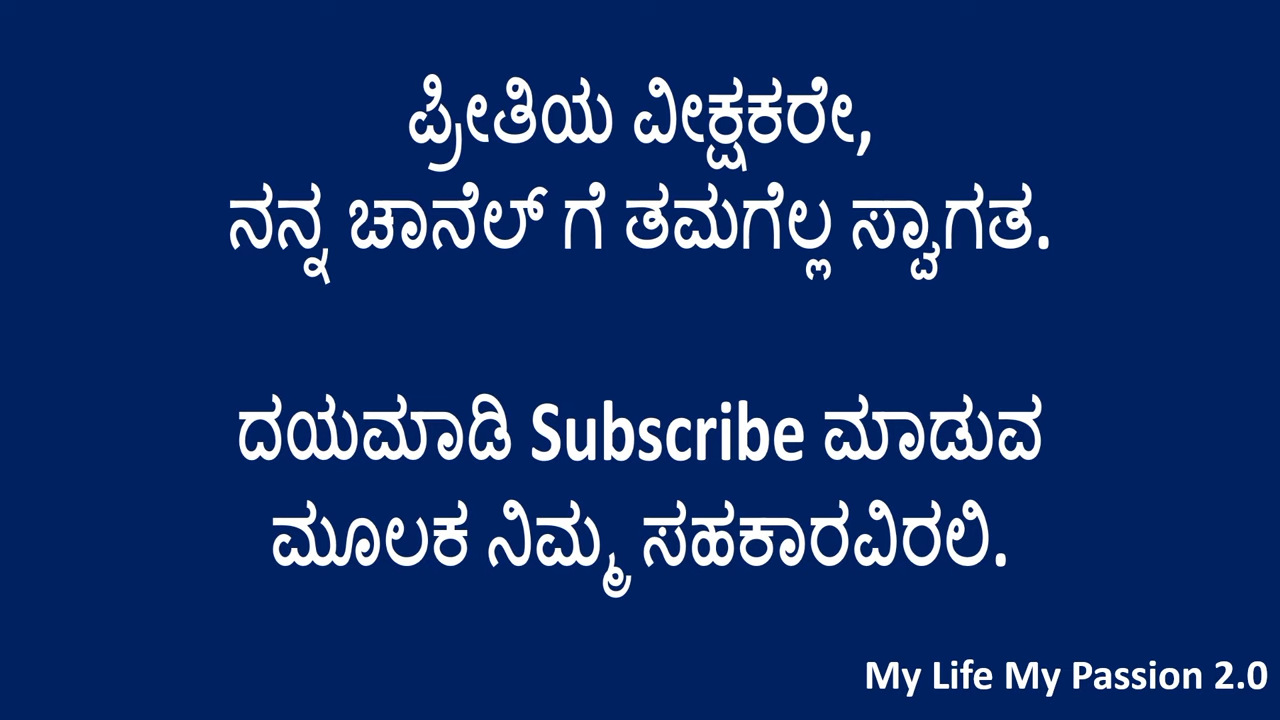 ಪ್ರೀತಿಯ ವೀಕ್ಷಕರೇ,
ನನ್ನ ಚಾನೆಲ್ ಗೆ ತಮಗೆಲ್ಲ ಸ್ವಾಗತ.
ದಯಮಾಡಿ Subscribe ಮಾಡುವ
ಮೂಲಕ ನಿಮ್ಮ ಸಹಕಾರವಿರಲಿ.
My Life My Passion 2.0